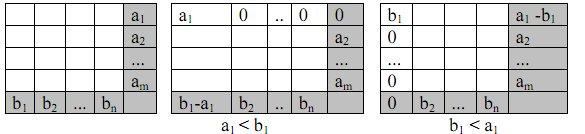 a1 a1 0 .. 0 0 b1 a1 -b1
a2 a2 0 a2
... ... ... ...
am am 0 am
b1 b2 ... bn b1-a1 b2 .. bn 0 b2 ... bn
a1 < b1 b1 < a1